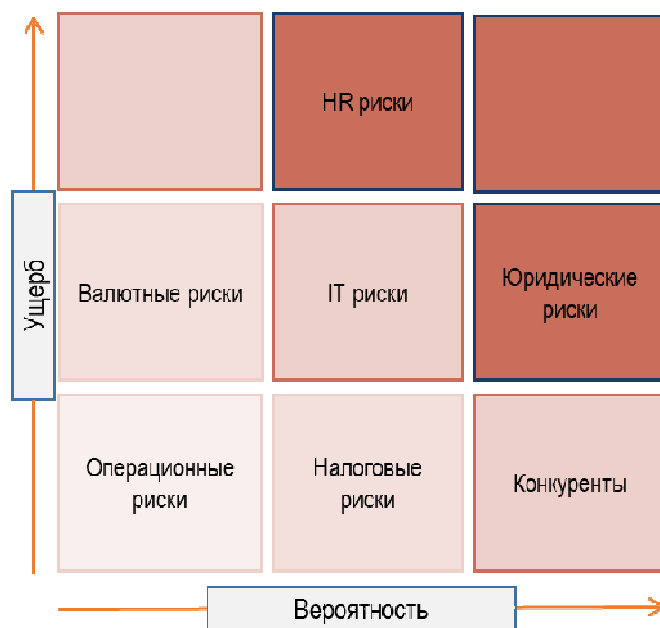 HR риски
Ущерб
Валютные риски
IT риски
Юридические
риски
Операционные
риски
Налоговые
риски
Конкуренты
Вероятность